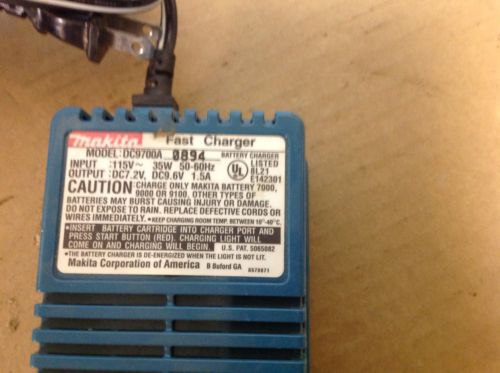 makita Fast Charger
MODEL:DC9700A 0894 BATTERY CHARGER
INPUT :115V~ 35W 50-60Hz LISTED
OUTPUT :DC7.2V, DC9.6V 1.5A UL 8L21
E142301
CAUTION :CHARGE ONLY MAKITA BATTERY 7000,
9000 OR 9100. OTHER TYPES OF
BATTERIES MAY BURST CAUSING INJURY OR DAMAGE.
DO NOT EXPOSE TO RAIN. REPLACE DEFECTIVE CORDS OR
WIRES IMMEDIATELY. •KEEP CHARGING ROOM TEMP. BETWEEN 10°-40°C.
•INSERT BATTERY CARTRIDGE INTO CHARGER PORT AND
PRESS START BUTTON (RED). CHARGING LIGHT WILL
COME ON AND CHARGING WILL BEGIN. U.S. PAT. 5065082
•THE BATTERY CHARGER IS DE-ENERGIZED WHEN THE LIGHT IS NOT LIT.
Makita Corporation of America B Buford GA